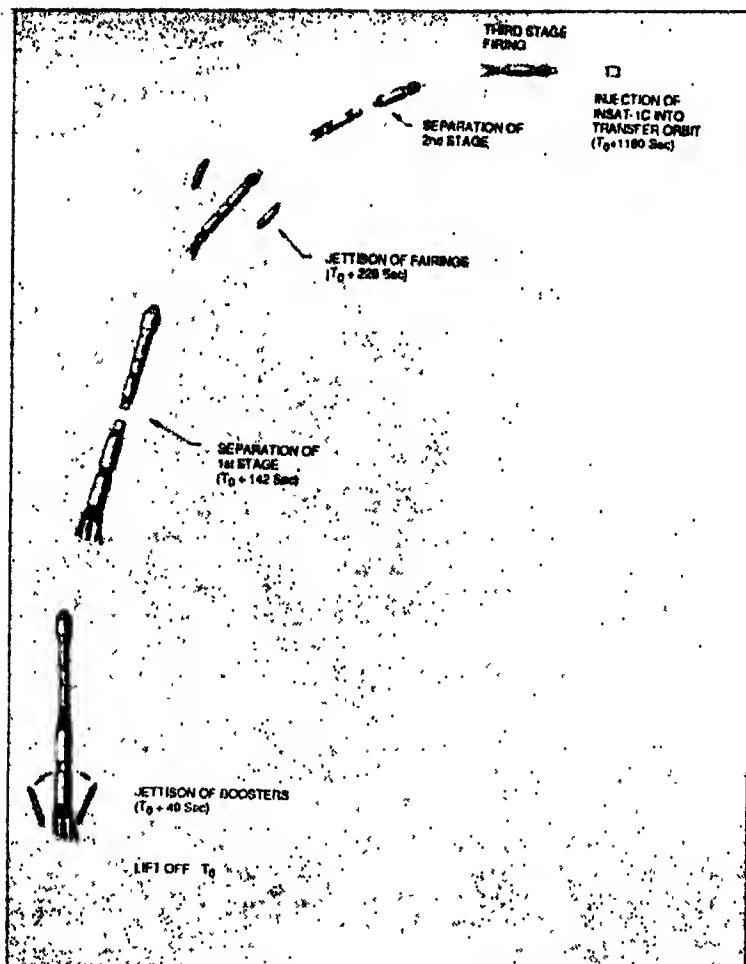 THIRD STAGE
FIRING
INJECTION OF
INSAT-1C INTO
TRANSFER ORBIT
(T0+1180 Sec)
SEPARATION OF
2nd STAGE
JETTISON OF FAIRINGS
(T0 + 228 Sec)
SEPARATION OF
1st STAGE
(T0 + 142 Sec)
JETTISON OF BOOSTERS
(T0 + 40 Sec)
LIFT OFF T0